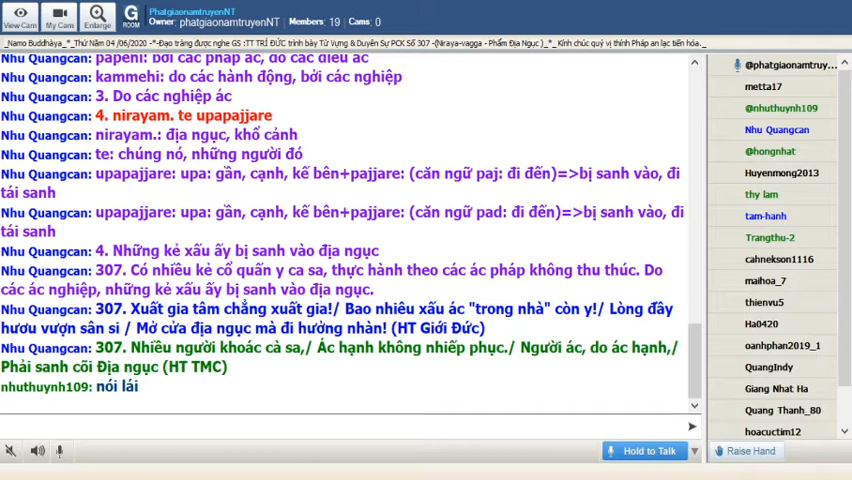 View Cam
My Cam
Enlarge
G
ROOM
PhatgiaonamtruyenNT
Owner: phatgiaonamtruyenNT | Members: 19 | Cams: 0
_Namo Buddhàya_*_Thứ Năm 04 /06/2020 -*-Đạo tràng được nghe GS :TT TRÍ ĐỨC trình bày Từ Vựng & Duyên Sự PCK Số 307 -(Niraya-vagga - Phẩm Địa Ngục )_*_ Kính chúc quý vị thính Pháp an lạc tiến hóa._
Nhu Quangcan: papehi: bởi các pháp ác, do các điều ác
Nhu Quangcan: kammehi: do các hành động, bởi các nghiệp
Nhu Quangcan: 3. Do các nghiệp ác
Nhu Quangcan: 4. nirayam. te upapajjare
Nhu Quangcan: nirayam.: địa ngục, khổ cảnh
Nhu Quangcan: te: chúng nó, những người đó
Nhu Quangcan: upapajjare: upa: gần, cạnh, kế bên+pajjare: (căn ngữ paj: đi đến)=>bị sanh vào, đi
tái sanh
Nhu Quangcan: upapajjare: upa: gần, cạnh, kế bên+pajjare: (căn ngữ pad: đi đến)=>bị sanh vào, đi
tái sanh
Nhu Quangcan: 4. Những kẻ xấu ấy bị sanh vào địa ngục
Nhu Quangcan: 307. Có nhiều kẻ cổ quấn y ca sa, thực hành theo các ác pháp không thu thúc. Do
các ác nghiệp, những kẻ xấu ấy bị sanh vào địa ngục.
Nhu Quangcan: 307. Xuất gia tâm chẳng xuất gia!/ Bao nhiêu xấu ác "trong nhà" còn y!/ Lòng đầy
hươu vượn sân si / Mở cửa địa ngục mà đi hưởng nhàn! (HT Giới Đức)
Nhu Quangcan: 307. Nhiều người khoác cà sa,/ Ác hạnh không nhiếp phục./ Người ác, do ác hạnh,/
Phải sanh cõi Địa ngục (HT TMC)
nhuthuynh109: nói lái
Hold to Talk
@phatgiaonamtruy...
metta17
@nhuthuynh109
Nhu Quangcan
@hongnhat
Huyenmong2013
thy lam
tam-hanh
Trangthu-2
cahnekson1116
maihoa_7
thienvu5
Ha0420
oanhphan2019_1
QuangIndy
Giang Nhat Ha
Quang Thanh_80
hoacuctim12
Raise Hand